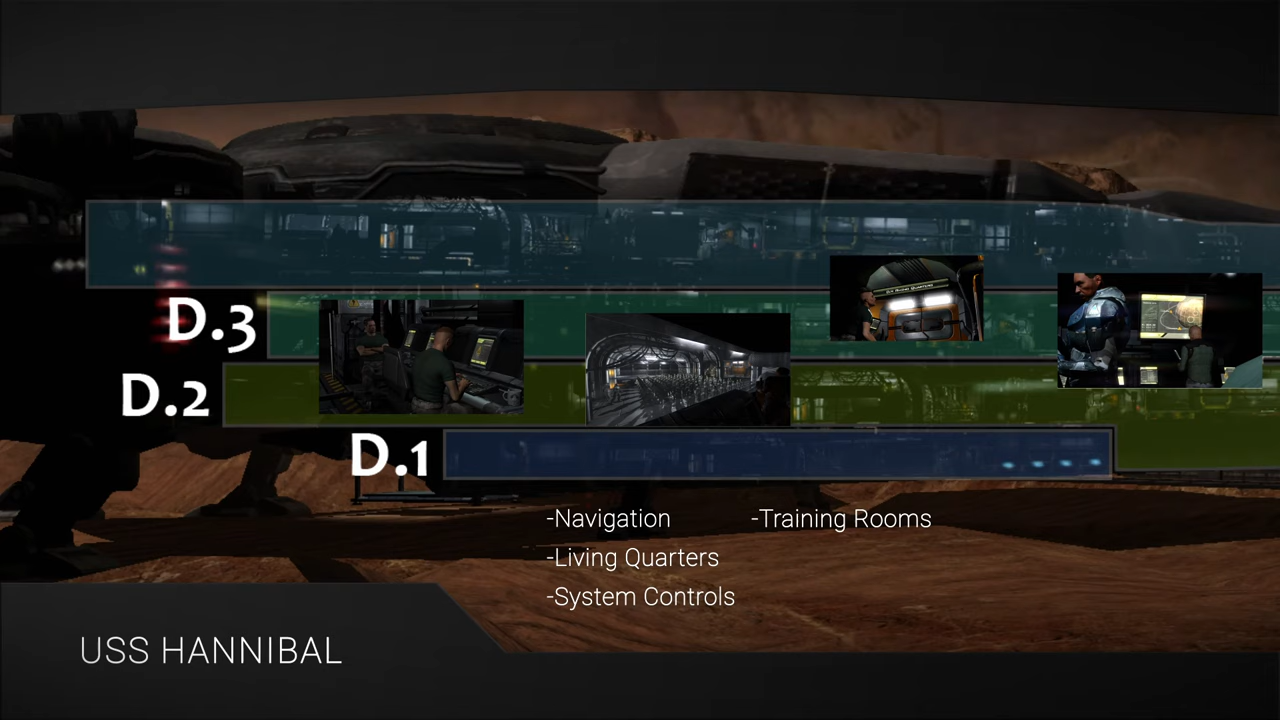 D.3
D.2
D.1
-Navigation
-Training Rooms
-Living Quarters
-System Controls
USS HANNIBAL